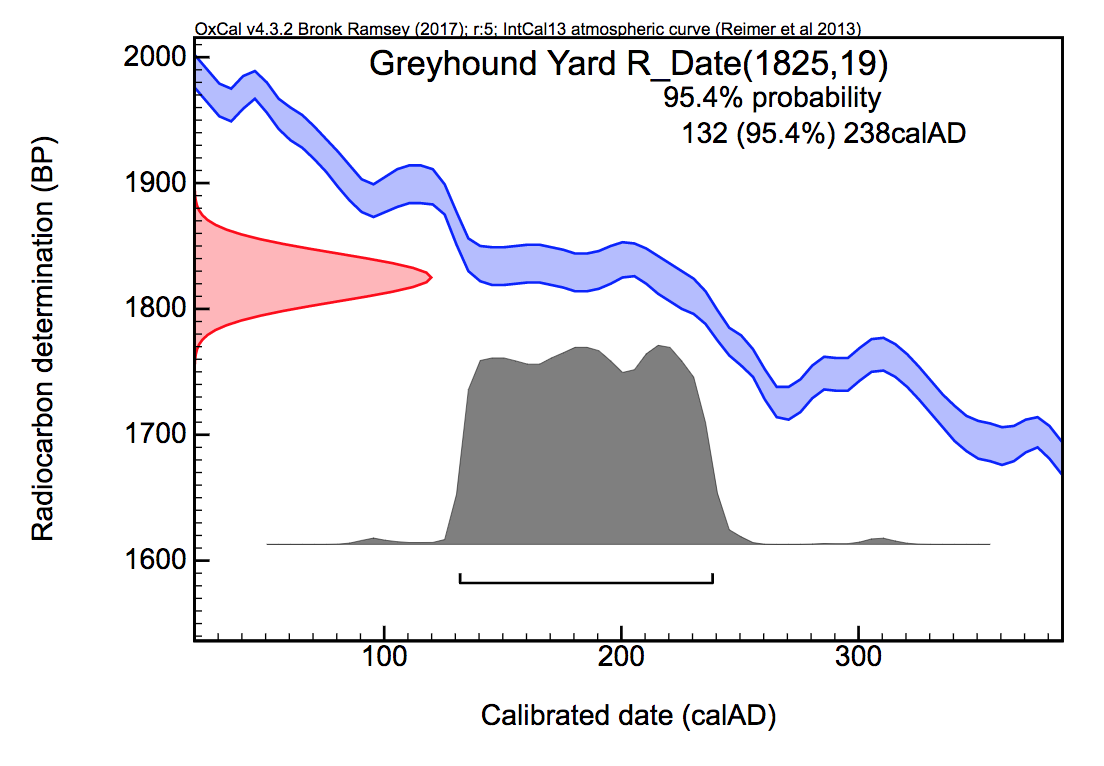 OxCal v4.3.2 Bronk Ramsey (2017); r:5; IntCal13 atmospheric curve (Reimer et al 2013)
Greyhound Yard R_Date(1825,19)
95.4% probability
132 (95.4%) 238calAD
Radiocarbon determination (BP)
2000
1900
1800
1700
1600
100 200 300
Calibrated date (calAD)